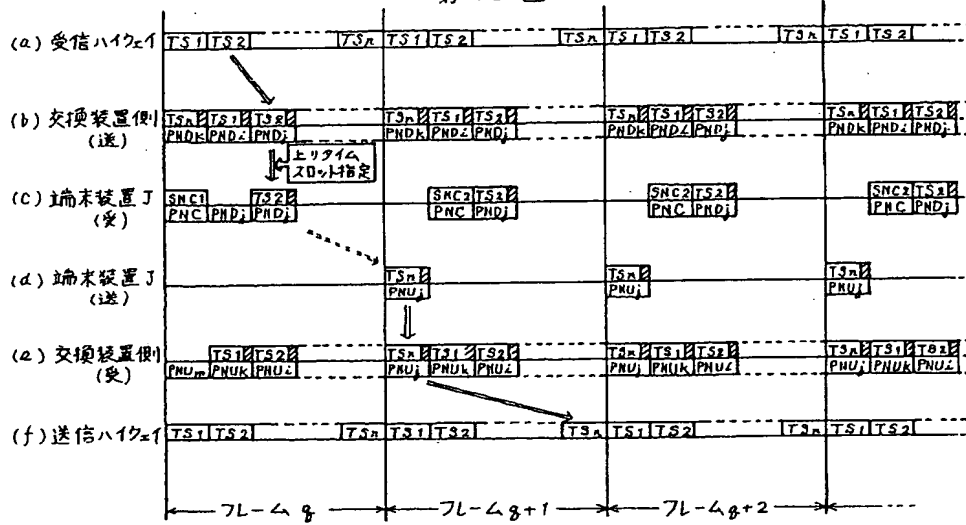 (a) 受信ハイウェイ TS1 TS2 TSn TS1 TS2 TSn TS1 TS2 TSn TS1 TS2
(b) 交換装置側 TSn TS1 TS2 TSn TS1 TS2 TSn TS1 TS2 TSn TS1 TS2
(送) PNDk PNDi PNDj PNDk PNDi PNDj PNDk PNDi PNDj PNDk PNDi PNDj
上りタイム
スロット指定
(c) 端末装置J SNC1 TS2 SNC2 TS2 SNC2 TS2 SNC2 TS2
(受) PNC PNDj PNDj PNC PNDj PNC PNDj PNC PNDj
(d) 端末装置J TSn TSn TSn
(送) PNUj PNUj PNUj
(e) 交換装置側 TS1 TS2 TSn TS1 TS2 TSn TS1 TS2 TSn TS1 TS2
(受) PNUm PNUk PNUi PNUj PNUk PNUi PNUj PNUk PNUi PNUj PNUk PNUi
(f) 送信ハイウェイ TS1 TS2 TSn TS1 TS2 TSn TS1 TS2 TSn TS1 TS2
フレーム q フレーム q+1 フレーム q+2